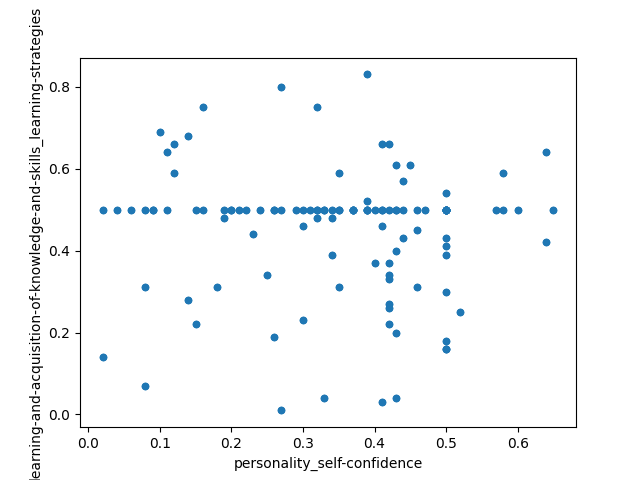 learning-and-acquisition-of-knowledge-and-skills_learning-strategies
0.8
0.6
0.4
0.2
0.0
0.0 0.1 0.2 0.3 0.4 0.5 0.6
personality_self-confidence